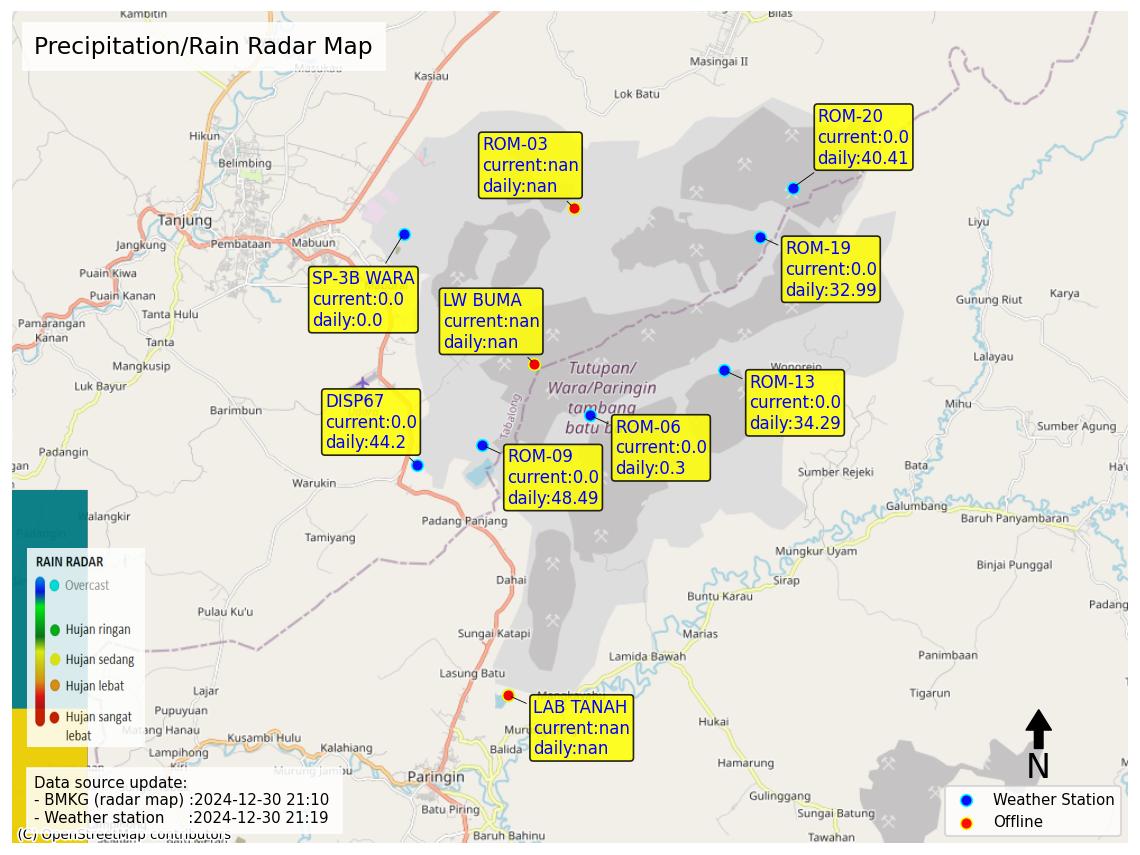 Kambitin
Bilas
Precipitation/Rain Radar Map
Masukau
Kasiau
Masingai II
Lok Batu
ROM-20
current:0.0
daily:40.41
Hikun
ROM-03
current:nan
daily:nan
Belimbing
Tanjung
Liyu
Jangkung
Pembataan
Mabuun
ROM-19
current:0.0
daily:32.99
Puain Kiwa
SP-3B WARA
current:0.0
daily:0.0
Puain Kanan
LW BUMA
current:nan
daily:nan
Gunung Riut
Karya
Tanta Hulu
Pamarangan
Kanan
Tanta
Lalayau
Mangkusip
Tutupan/
Wara/Paringin
tambang
batu b
Wonorejo
Luk Bayur
ROM-13
current:0.0
daily:34.29
DISP67
current:0.0
daily:44.2
Barimbun
Tabalong
Mihu
ROM-06
current:0.0
daily:0.3
Sumber Agung
Padangin
gan
ROM-09
current:0.0
daily:48.49
Bata
Sumber Rejeki
Warukin
Galumbang
Walangkir
Padang Panjang
Baruh Panyambaran
Padangin
Tamiyang
Mungkur Uyam
RAIN RADAR
Overcast
Hujan ringan
Hujan sedang
Hujan lebat
Hujan sangat
lebat
Binjai Punggal
Dahai
Sirap
Buntu Karau
Padang
Pulau Ku'u
Sungai Katapi
Marias
Lamida Bawah
Panimbaan
Lasung Batu
Lajar
Tigarun
LAB TANAH
current:nan
daily:nan
Pupuyuan
Hukai
Matang Hanau
Kusambi Hulu
Kalahiang
Balida
Lampihong
Hamarung
N
Murung Jambu
Paringin
Data source update:
- BMKG (radar map) :2024-12-30 21:10
- Weather station :2024-12-30 21:19
Gulinggang
Weather Station
Offline
Batu Piring
Sungai Batung
(C) OpenStreetMap contributors
Baruh Bahinu
Tawahan